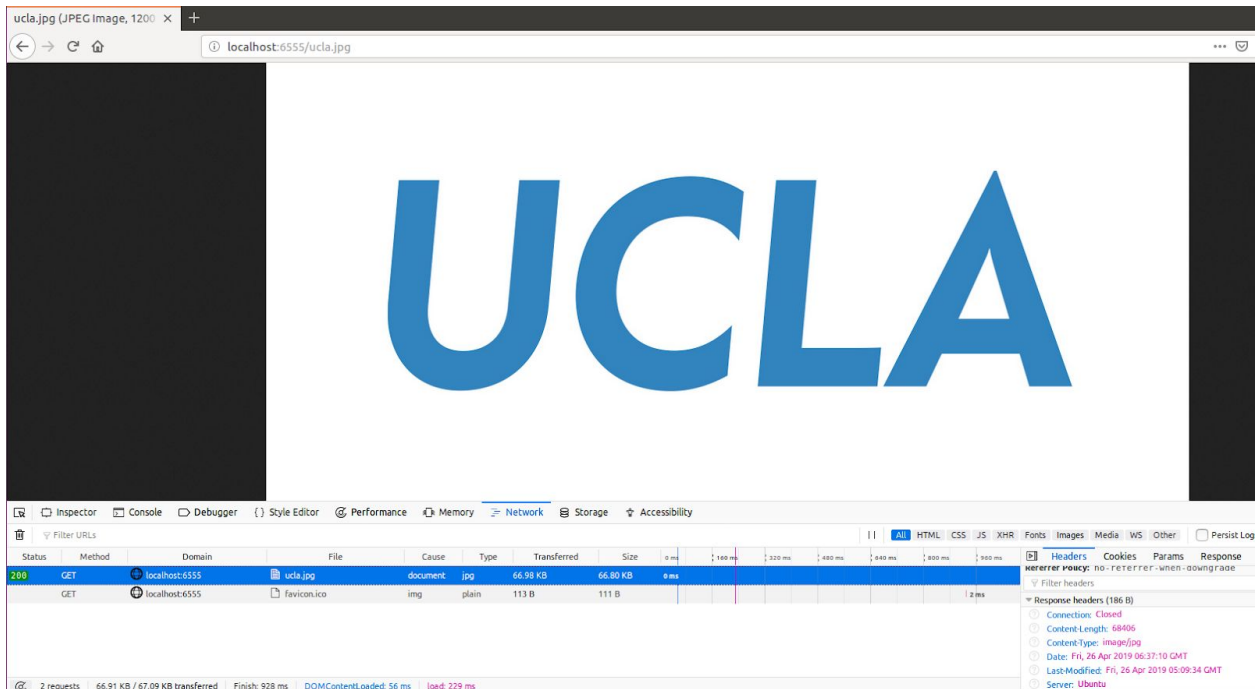 ucla.jpg (JPEG Image, 1200
localhost:6555/ucla.jpg
UCLA
Inspector Console Debugger {} Style Editor Performance Memory Network Storage Accessibility
Filter URLs All HTML CSS JS XHR Fonts Images Media WS Other Persist Log
Status Method Domain File Cause Type Transferred Size 0 ms 160 ms 320 ms 480 ms 640 ms 800 ms 960 ms Headers Cookies Params Response
200 GET localhost:6555 ucla.jpg document jpg 66.98 KB 66.80 KB 0 ms
Referrer Policy: no-referrer-when-downgrade
GET localhost:6555 favicon.ico img plain 113 B 111 B 2 ms
Filter headers
Response headers (186 B)
Connection: Closed
Content-Length: 68406
Content-Type: image/jpg
Date: Fri, 26 Apr 2019 06:37:10 GMT
Last-Modified: Fri, 26 Apr 2019 05:09:34 GMT
Server: Ubuntu
2 requests 66.91 KB / 67.09 KB transferred Finish: 928 ms DOMContentLoaded: 56 ms load: 229 ms